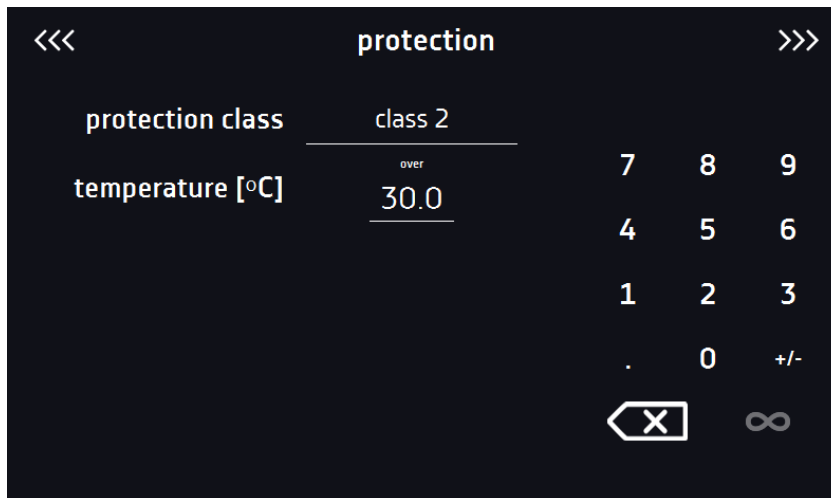 <<< protection >>>
protection class class 2
over
temperature [°C] 30.0
7 8 9
4 5 6
1 2 3
. 0 +/-
X ∞